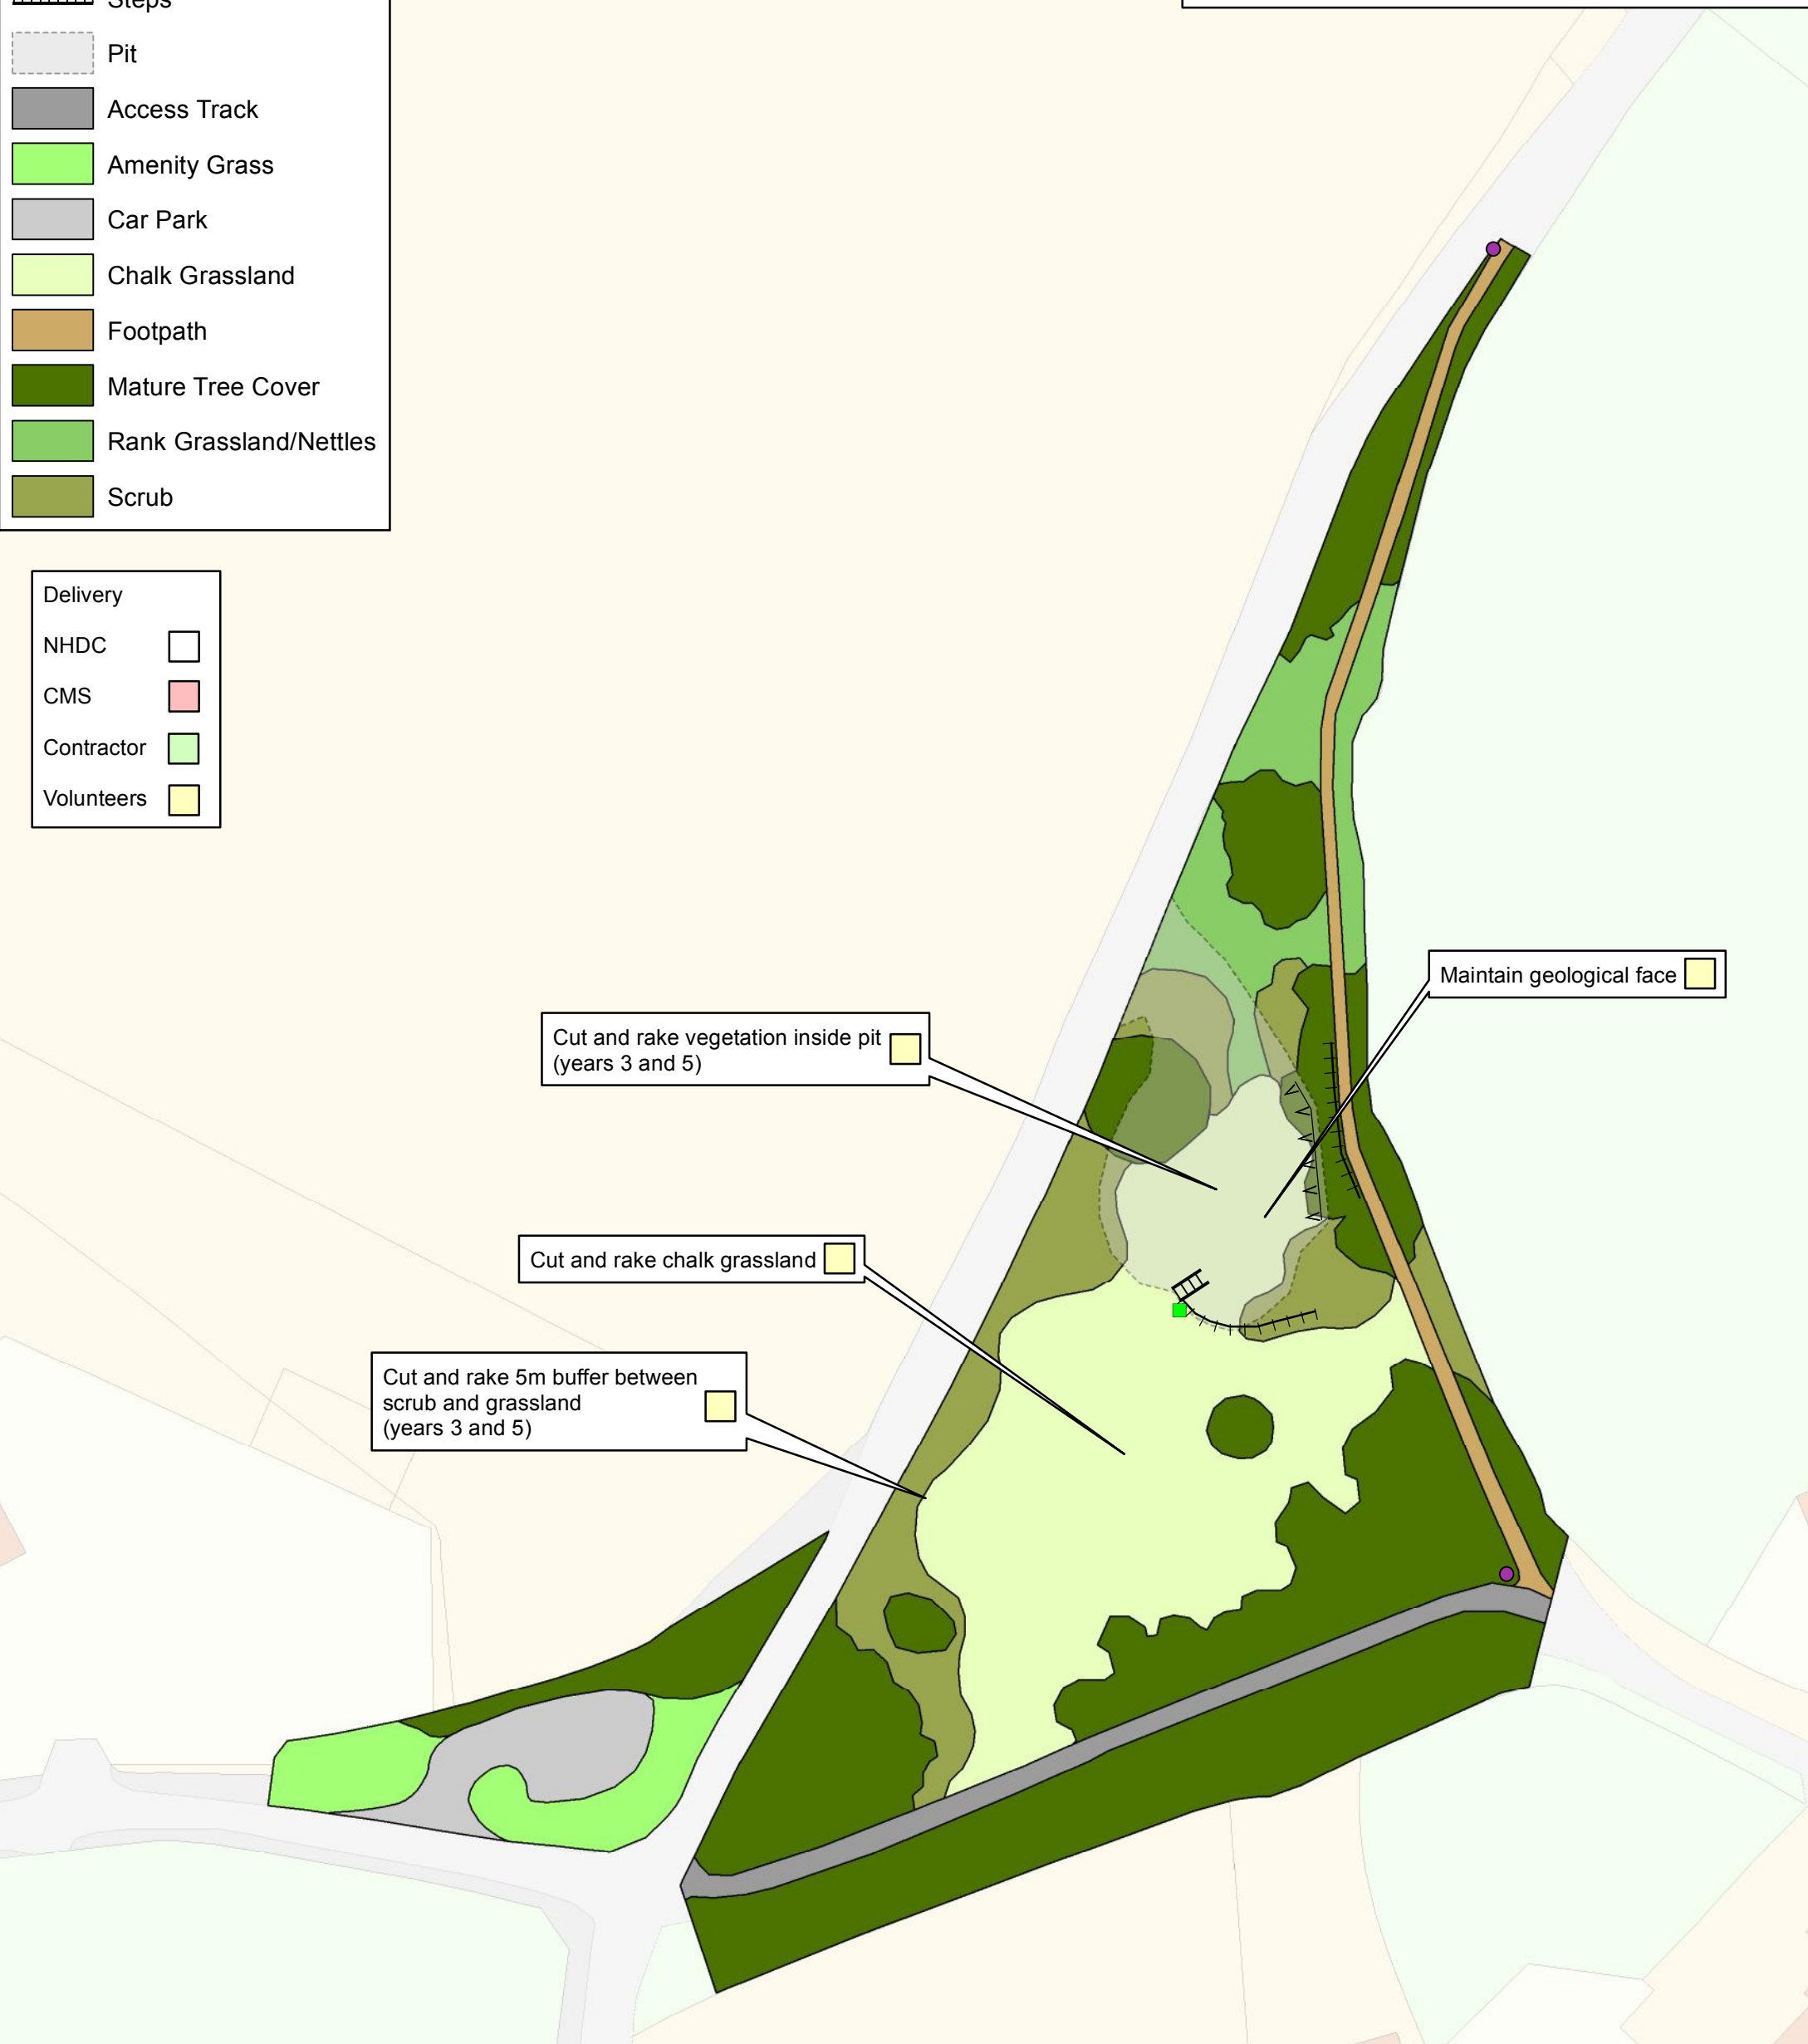 Steps
Pit
Access Track
Amenity Grass
Car Park
Chalk Grassland
Footpath
Mature Tree Cover
Rank Grassland/Nettles
Scrub
Delivery
NHDC
CMS
Contractor
Volunteers
Maintain geological face
Cut and rake vegetation inside pit
(years 3 and 5)
Cut and rake chalk grassland
Cut and rake 5m buffer between
scrub and grassland
(years 3 and 5)